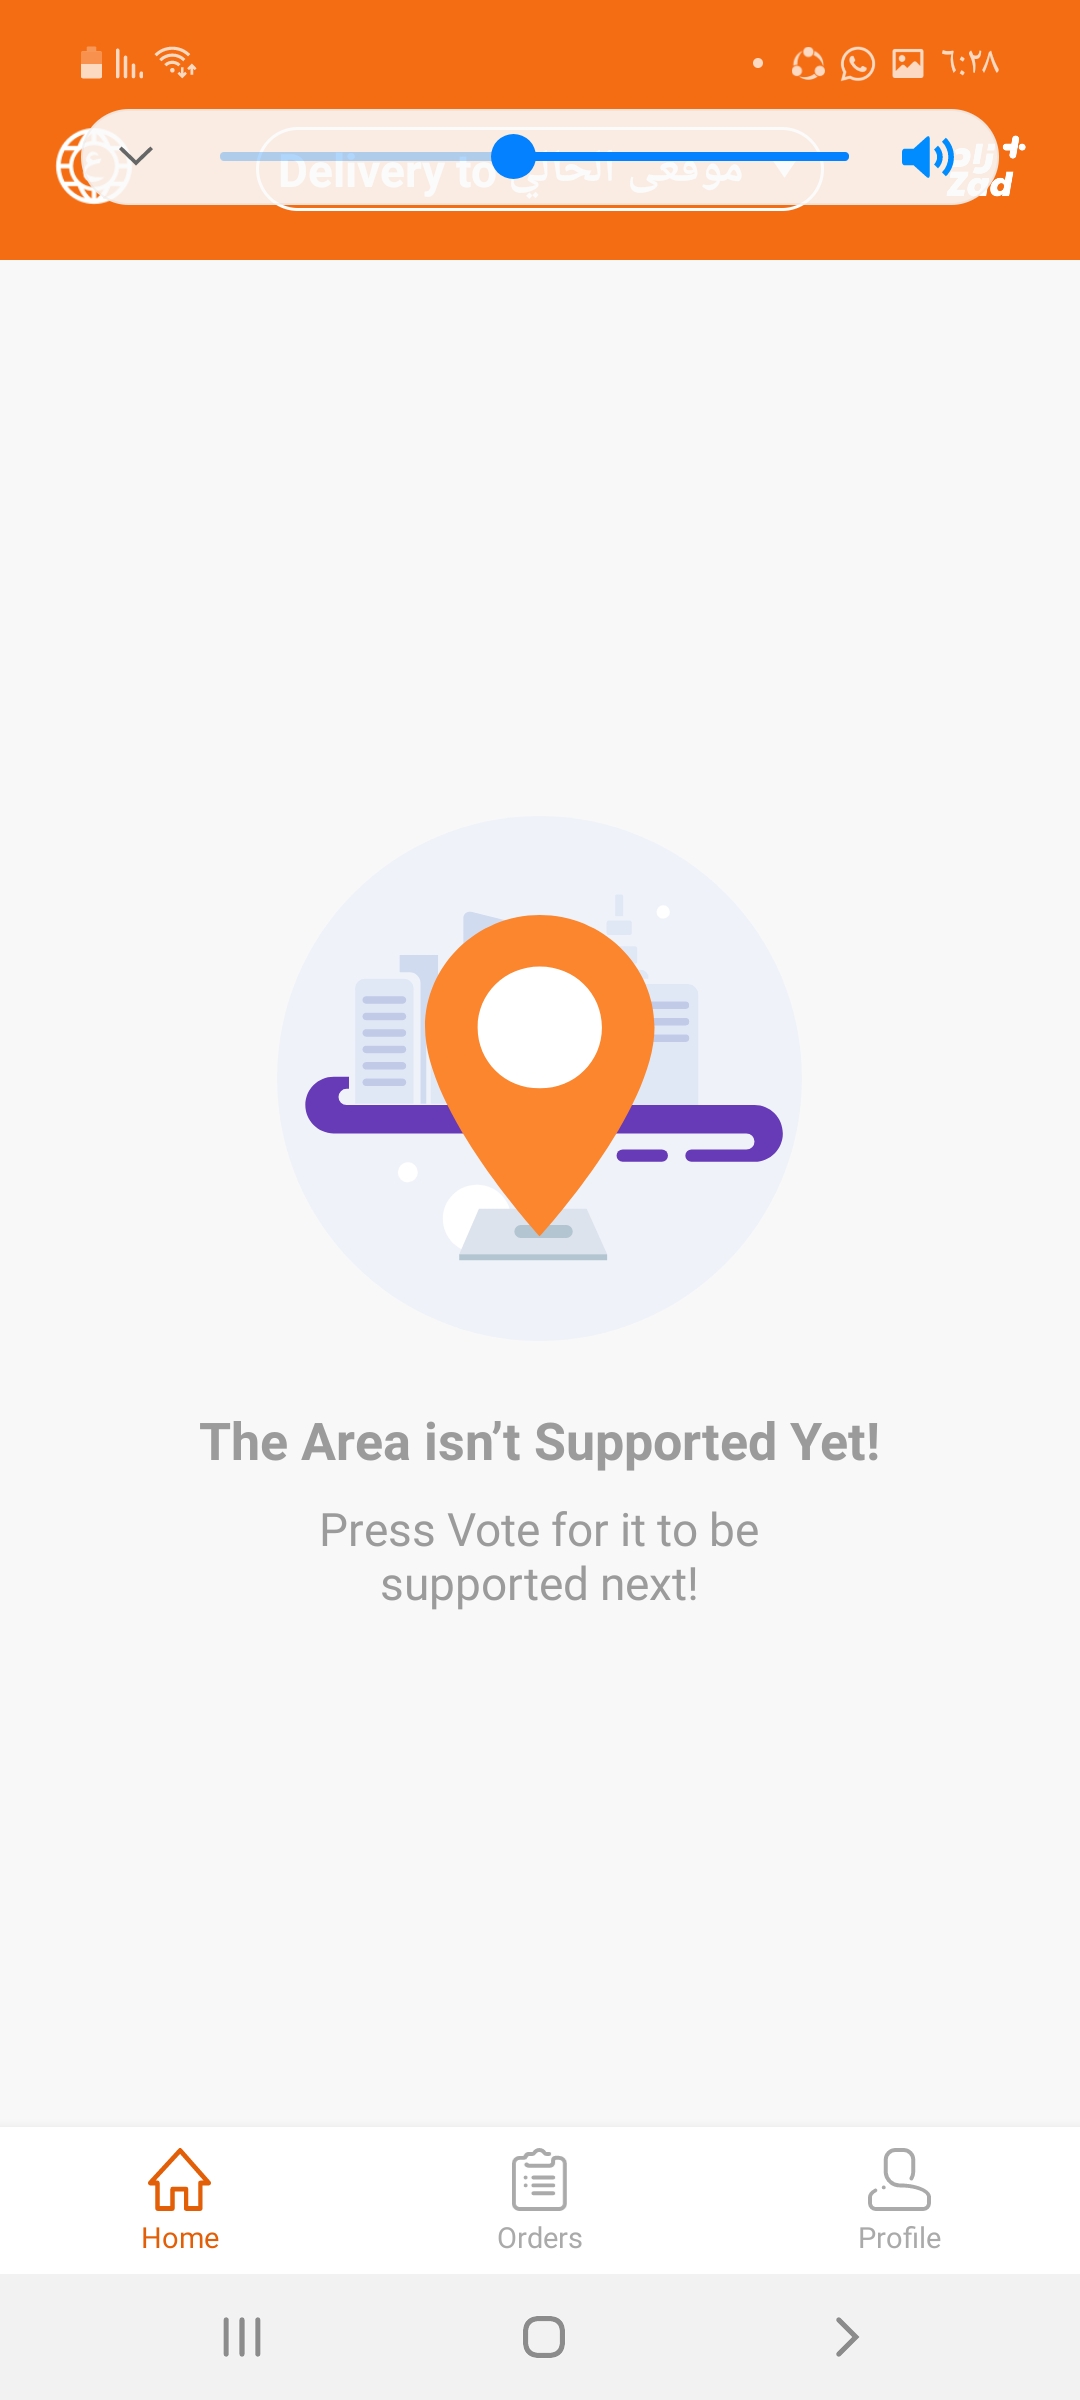 ٦:٢٨
ع
Delivery to موقعى الحالي
زاد
Zad
The Area isn’t Supported Yet!
Press Vote for it to be
supported next!
Home
Orders
Profile